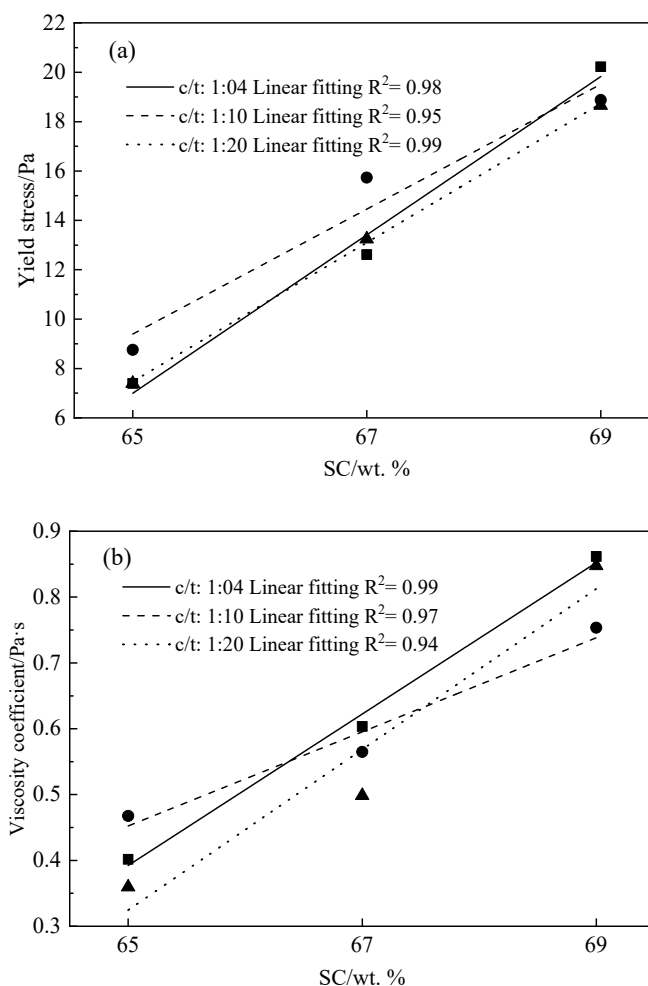 (a)
22
20
18
16
14
12
10
8
6
Yield stress/Pa
c/t: 1:04 Linear fitting R²= 0.98
c/t: 1:10 Linear fitting R²= 0.95
c/t: 1:20 Linear fitting R²= 0.99
65 67 69
SC/wt. %
(b)
0.9
0.8
0.7
0.6
0.5
0.4
0.3
Viscosity coefficient/Pa·s
c/t: 1:04 Linear fitting R²= 0.99
c/t: 1:10 Linear fitting R²= 0.97
c/t: 1:20 Linear fitting R²= 0.94
65 67 69
SC/wt. %